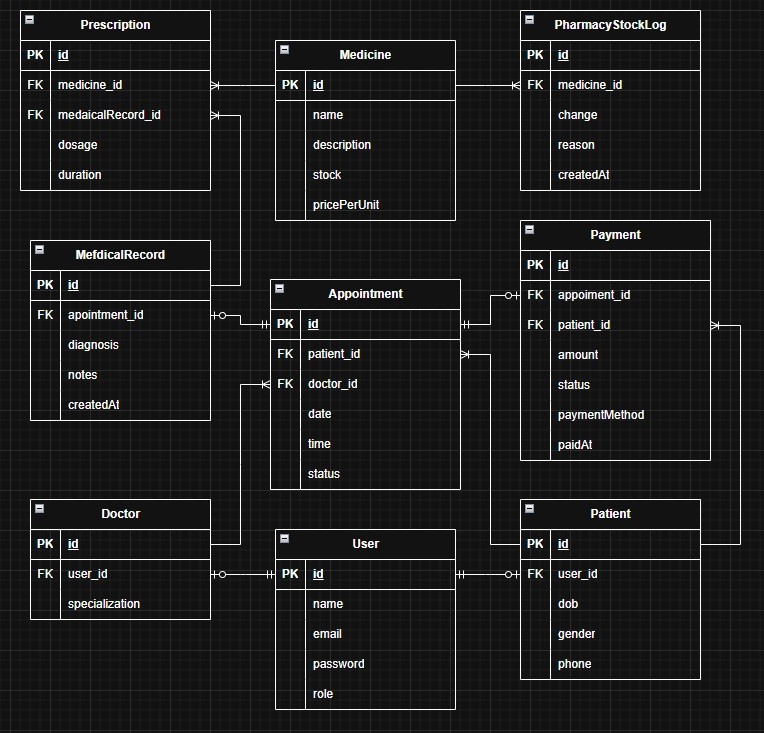 Prescription
PK id
FK medicine_id
FK medaicalRecord_id
dosage
duration
Medicine
PK id
name
description
stock
pricePerUnit
PharmacyStockLog
PK id
FK medicine_id
change
reason
createdAt
MefdicalRecord
PK id
FK apointment_id
diagnosis
notes
createdAt
Appointment
PK id
FK patient_id
FK doctor_id
date
time
status
Payment
PK id
FK appoiment_id
FK patient_id
amount
status
paymentMethod
paidAt
Doctor
PK id
FK user_id
specialization
User
PK id
name
email
password
role
Patient
PK id
FK user_id
dob
gender
phone